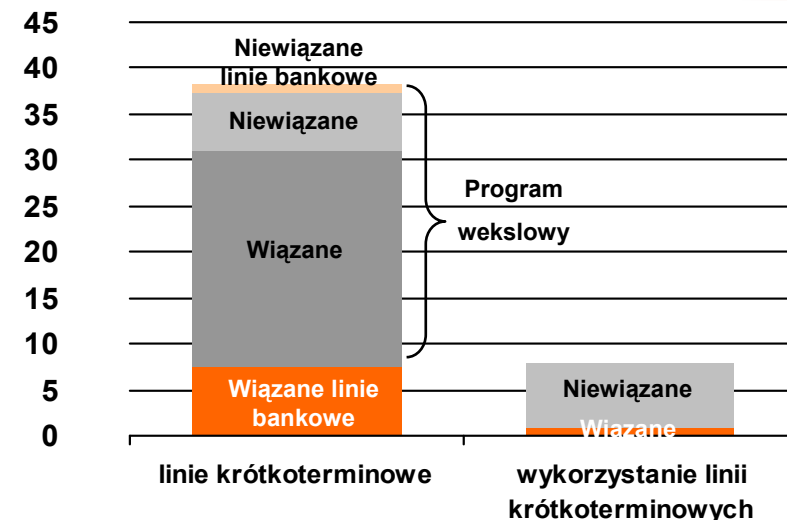 45
40
35
30
25
20
15
10
5
0
Niewiązane
linie bankowe
Niewiązane
Wiązane
Wiązane linie
bankowe
Program
wekslowy
Niewiązane
Wiązane
linie krótkoterminowe
wykorzystanie linii
krótkoterminowych